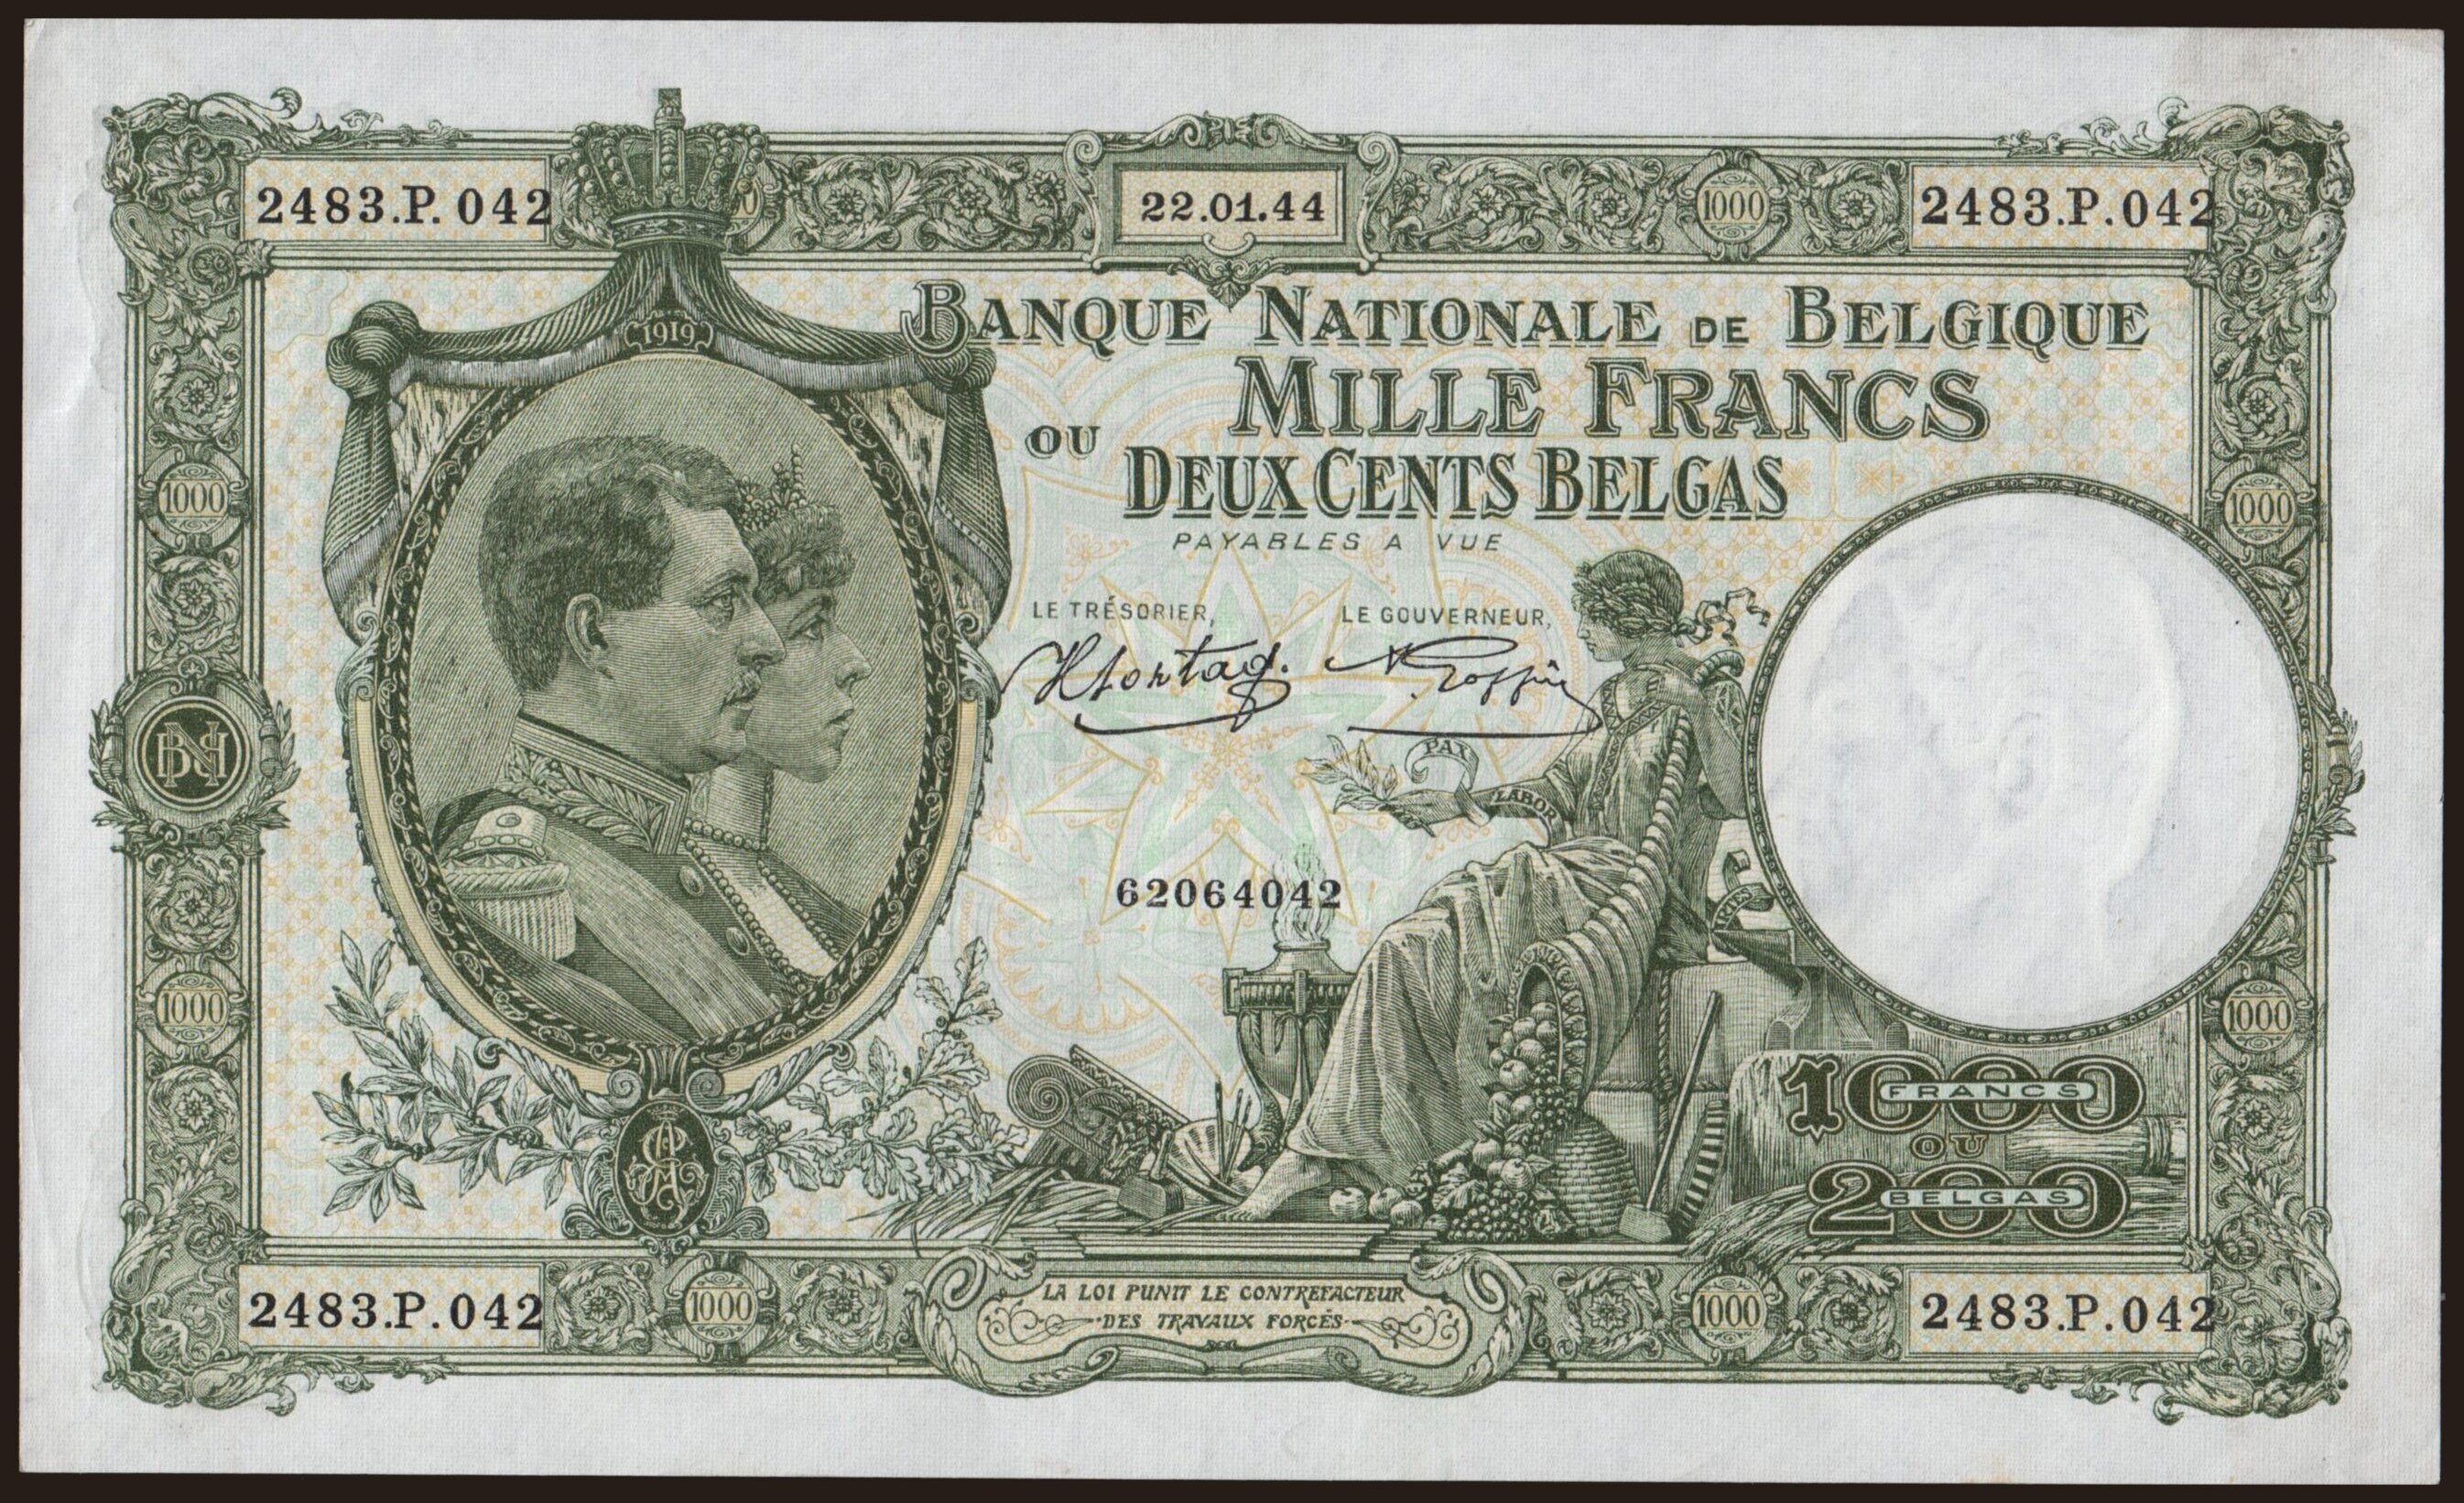 2483.P.042
22.01.44
1000
2483.P.042
1919
BANQUE NATIONALE DE BELGIQUE
MILLE FRANCS
OU
DEUX CENTS BELGAS
PAYABLES A VUE
1000
1000
LE TRÉSORIER,
LE GOUVERNEUR,
BNB
PAX
LABOR
62064042
1000
1000
1000
FRANCS
OU
200
BELGAS
2483.P.042
1000
LA LOI PUNIT LE CONTREFACTEUR
DES TRAVAUX FORCÉS
1000
2483.P.042